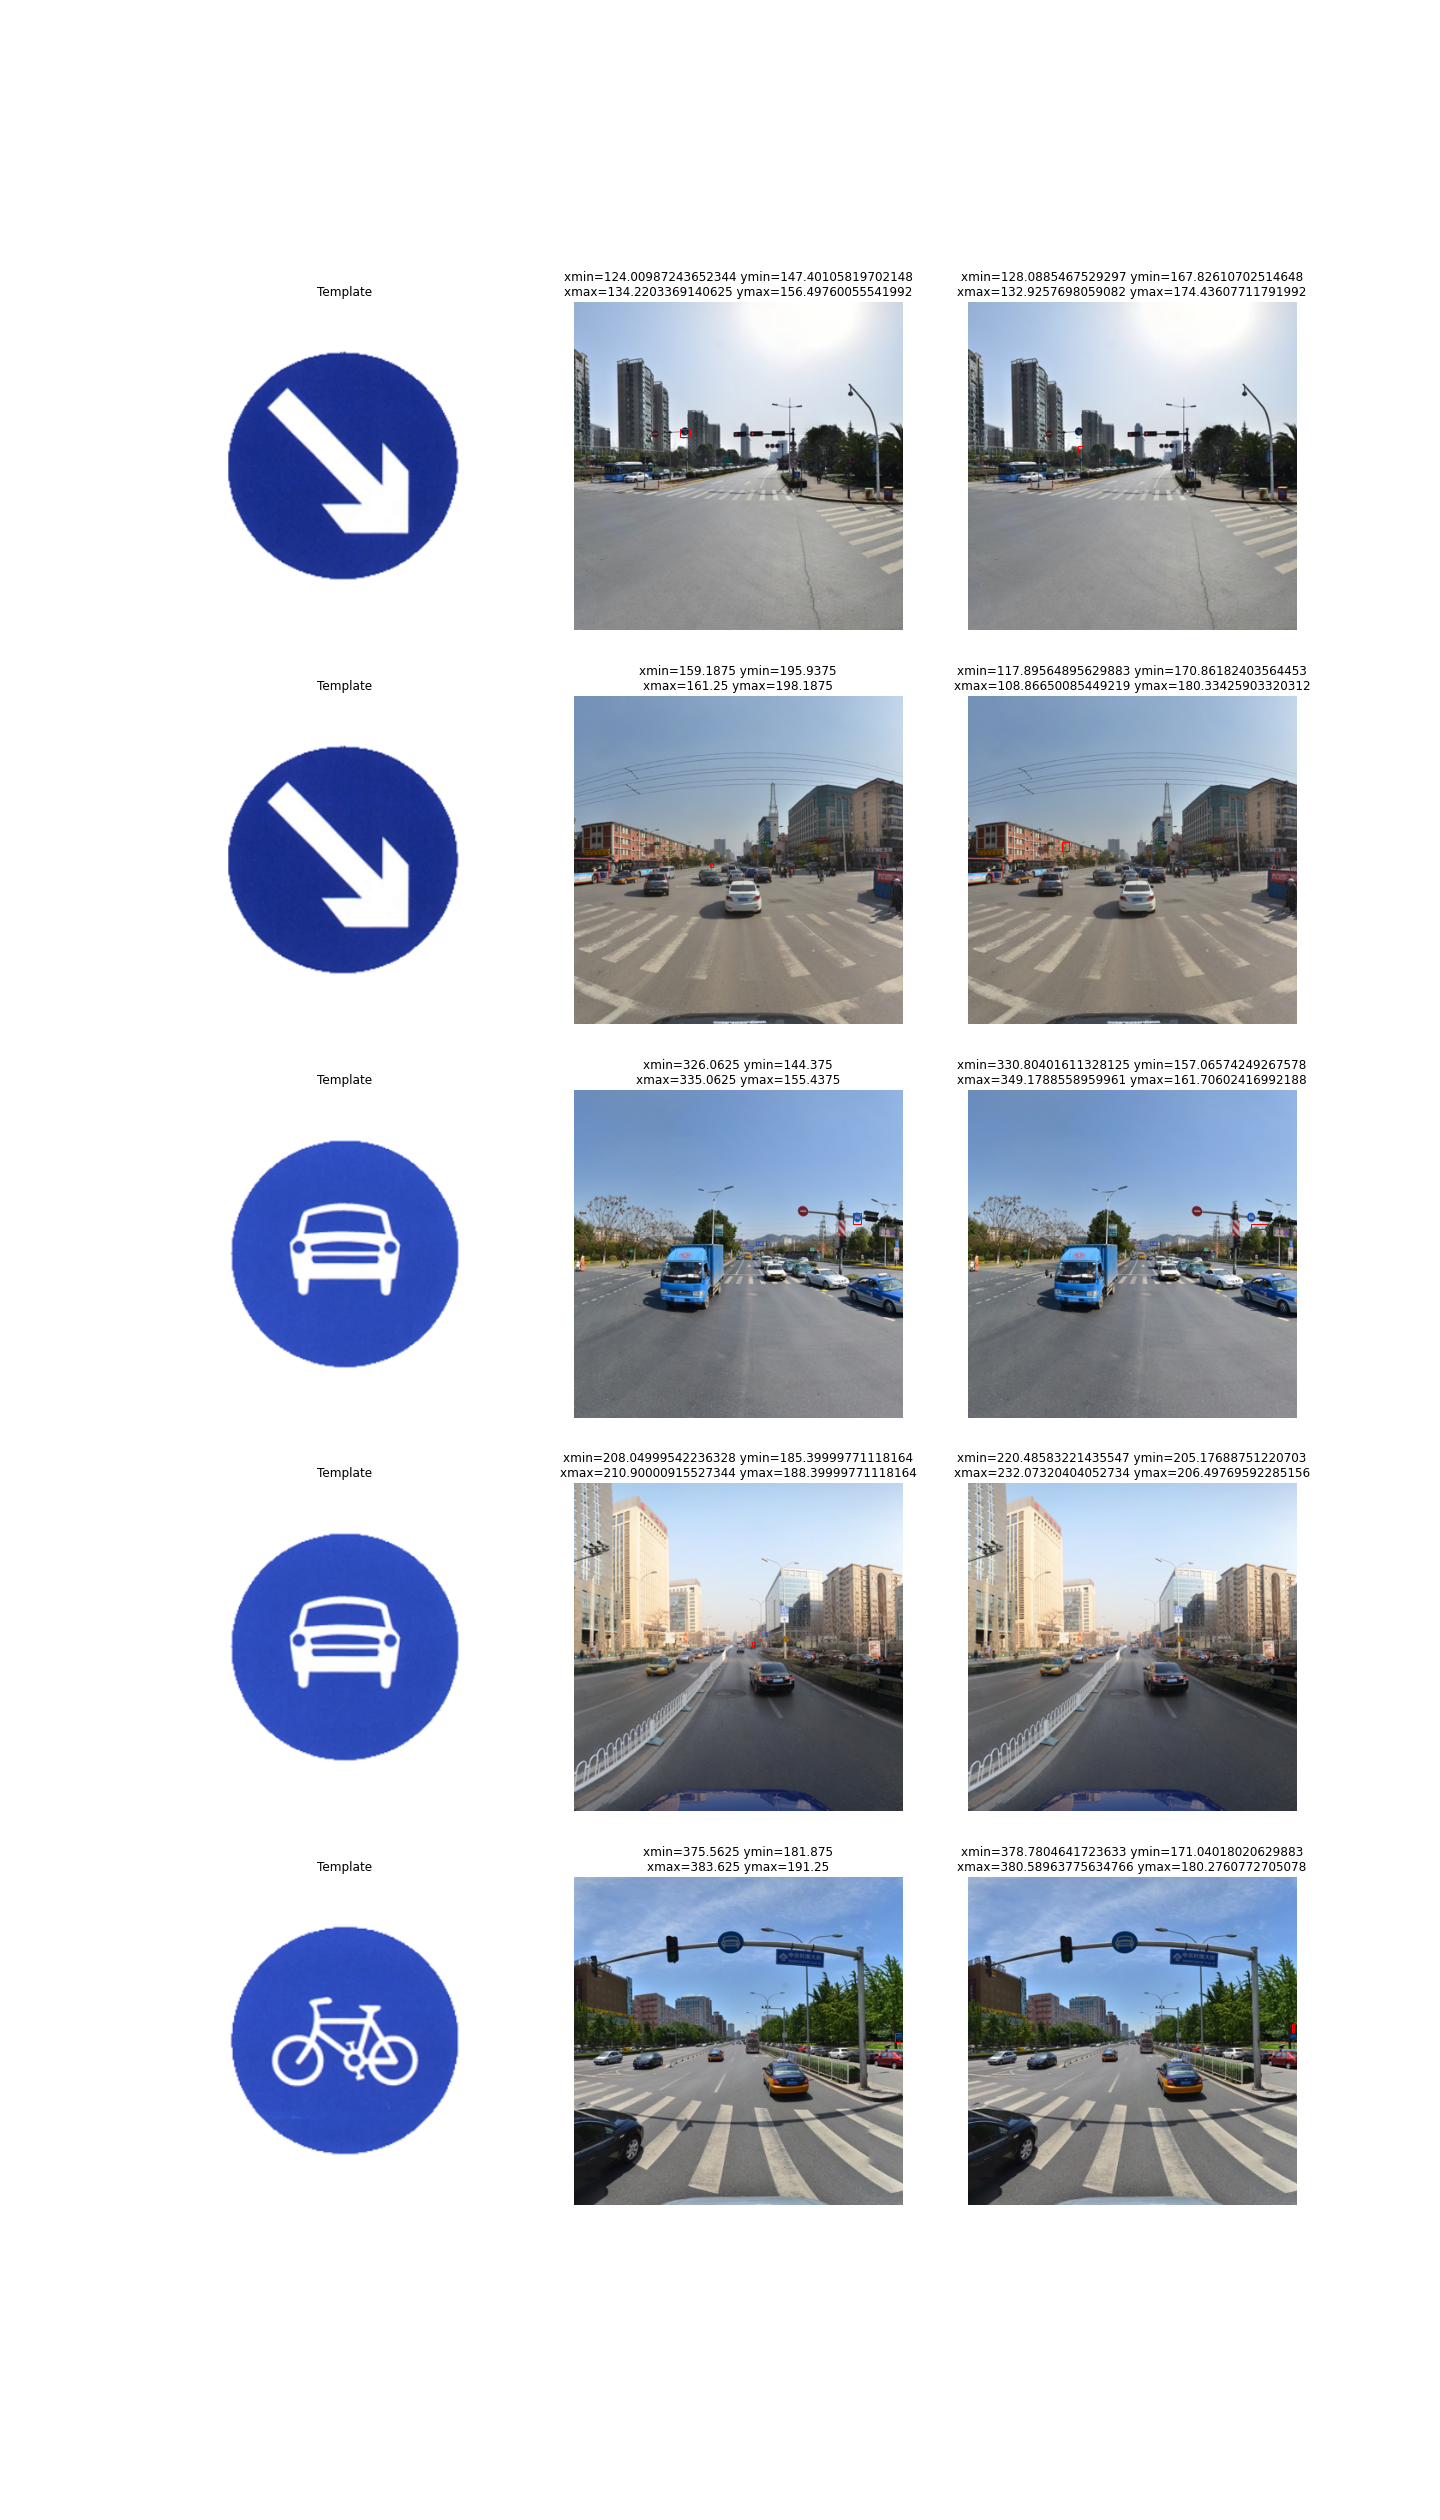 Template
xmin=124.00987243652344 ymin=147.40105819702148
xmax=134.2203369140625 ymax=156.49760055541992
xmin=128.0885467529297 ymin=167.82610702514648
xmax=132.9257698059082 ymax=174.43607711791992
Template
xmin=159.1875 ymin=195.9375
xmax=161.25 ymax=198.1875
xmin=117.89564895629883 ymin=170.86182403564453
xmax=108.86650085449219 ymax=180.33425903320312
Template
xmin=326.0625 ymin=144.375
xmax=335.0625 ymax=155.4375
xmin=330.80401611328125 ymin=157.06574249267578
xmax=349.1788558959961 ymax=161.70602416992188
Template
xmin=208.04999542236328 ymin=185.39999771118164
xmax=210.90000915527344 ymax=188.39999771118164
xmin=220.48583221435547 ymin=205.17688751220703
xmax=232.07320404052734 ymax=206.49769592285156
Template
xmin=375.5625 ymin=181.875
xmax=383.625 ymax=191.25
xmin=378.7804641723633 ymin=171.04018020629883
xmax=380.58963775634766 ymax=180.2760772705078